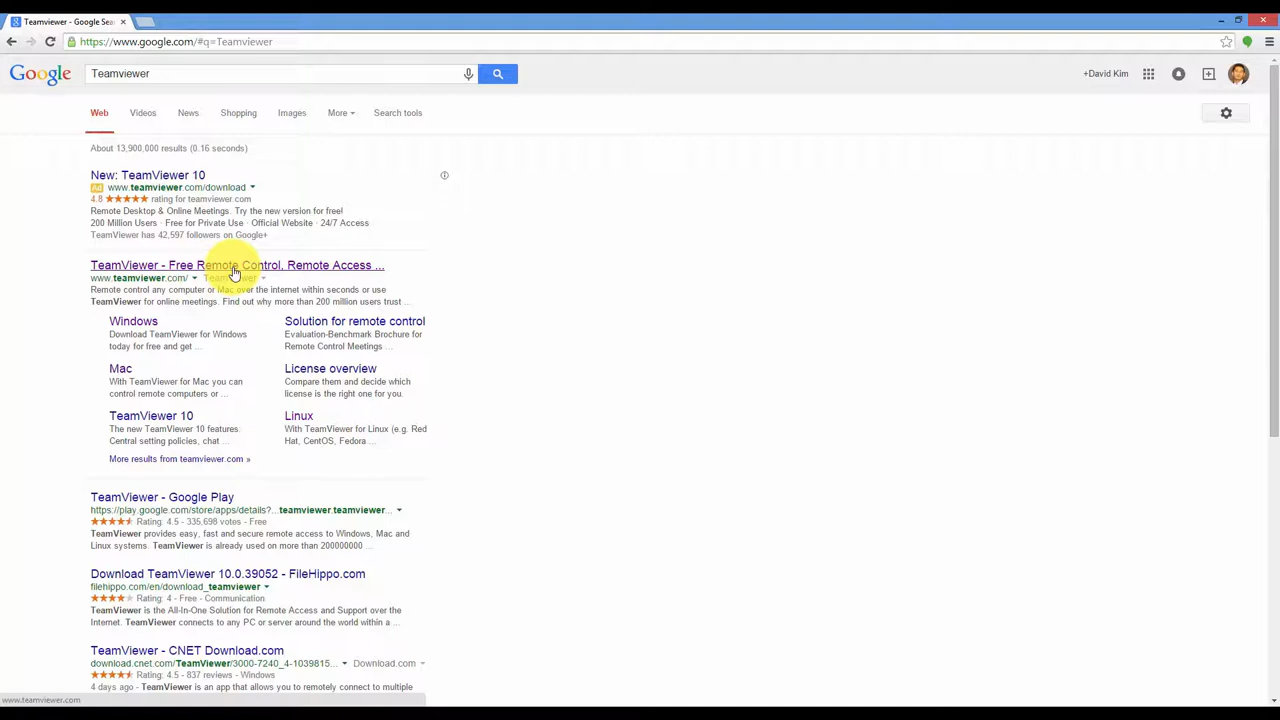 Teamviewer - Google Sea
https://www.google.com/#q=Teamviewer
Google
Teamviewer
+David Kim
Web Videos News Shopping Images More Search tools
About 13,900,000 results (0.16 seconds)
New: TeamViewer 10
Ad www.teamviewer.com/download
4.8 rating for teamviewer.com
Remote Desktop & Online Meetings. Try the new version for free!
200 Million Users · Free for Private Use · Official Website · 24/7 Access
TeamViewer has 42,597 followers on Google+
TeamViewer - Free Remote Control, Remote Access ...
www.teamviewer.com/ TeamViewer
Remote control any computer or Mac over the internet within seconds or use
TeamViewer for online meetings. Find out why more than 200 million users trust ...
Windows
Download TeamViewer for Windows
today for free and get ...
Solution for remote control
Evaluation-Benchmark Brochure for
Remote Control Meetings ...
Mac
With TeamViewer for Mac you can
control remote computers or ...
License overview
Compare them and decide which
license is the right one for you.
TeamViewer 10
The new TeamViewer 10 features:
Central setting policies, chat ...
Linux
With TeamViewer for Linux (e.g. Red
Hat, CentOS, Fedora ...
More results from teamviewer.com »
TeamViewer - Google Play
https://play.google.com/store/apps/details?...teamviewer.teamviewer...
Rating: 4.5 - 335,698 votes - Free
TeamViewer provides easy, fast and secure remote access to Windows, Mac and
Linux systems. TeamViewer is already used on more than 200000000 ...
Download TeamViewer 10.0.39052 - FileHippo.com
filehippo.com/en/download_teamviewer
Rating: 4 - Free - Communication
TeamViewer is the All-In-One Solution for Remote Access and Support over the
Internet. TeamViewer connects to any PC or server around the world within a ...
TeamViewer - CNET Download.com
download.cnet.com/TeamViewer/3000-7240_4-1039815... Download.com
Rating: 4.5 - 837 reviews - Windows
4 days ago - TeamViewer is an app that allows you to remotely connect to multiple
www.teamviewer.com